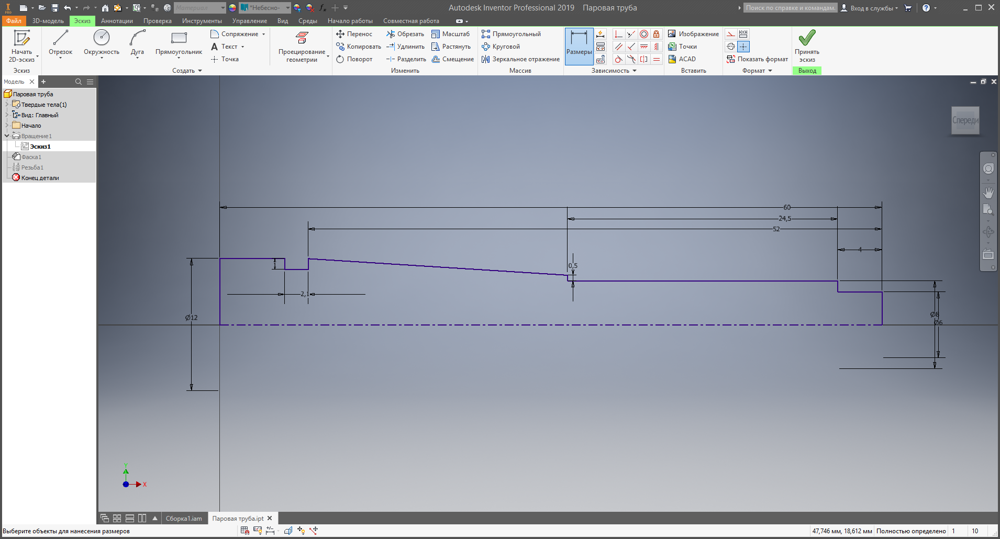 PRO Материал *Небесно- Autodesk Inventor Professional 2019 Паровая труба Поиск по справке и командам. Вход в службы
Файл 3D-модель Эскиз Аннотации Проверка Инструменты Управление Вид Среды Начало работы Совместная работа
Начать 2D-эскиз
Отрезок
Окружность
Дуга
Прямоугольник
Сопряжение
Текст
Точка
Проецирование геометрии
Перенос Обрезать Масштаб
Копировать Удлинить Растянуть
Поворот Разделить Смещение
Прямоугольный
Круговой
Зеркальное отражение
Размеры
Изображение
Точки
ACAD
Показать формат
Принять эскиз
Эскиз Создать Изменить Массив Зависимость Вставить Формат Выход
Модель
Паровая труба
Твердые тела(1)
Вид: Главный
Начало
Вращение1
Эскиз1
Фаска1
Резьба1
Конец детали
Спереди
60
24,5
52
4
1
0,5
2,1
Ø12
Ø8
Ø6
Y
X
Сборка1.iam Паровая труба.ipt
Выберите объекты для нанесения размеров 47,746 мм, 18,612 мм Полностью определено 1 10